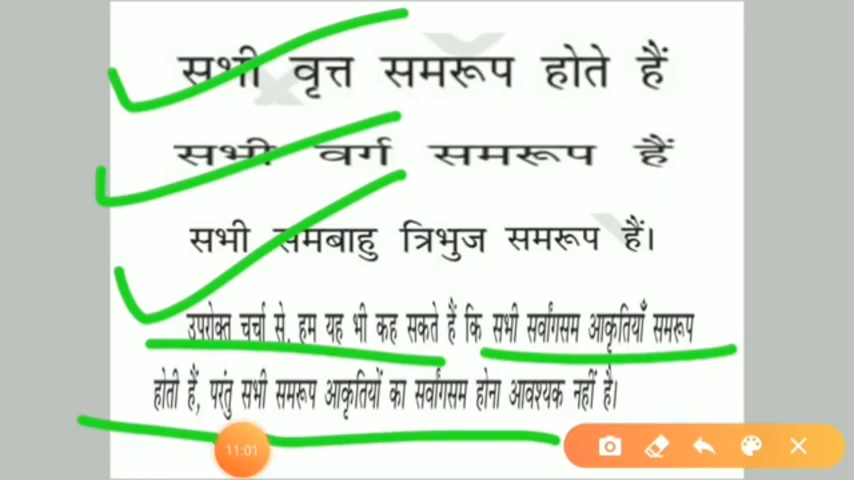 सभी वृत्त समरूप होते हैं
सभी वर्ग समरूप हैं
सभी समबाहु त्रिभुज समरूप हैं।
उपरोक्त चर्चा से, हम यह भी कह सकते हैं कि सभी सर्वांगसम आकृतियाँ समरूप
होती हैं, परंतु सभी समरूप आकृतियों का सर्वांगसम होना आवश्यक नहीं है।
11:01